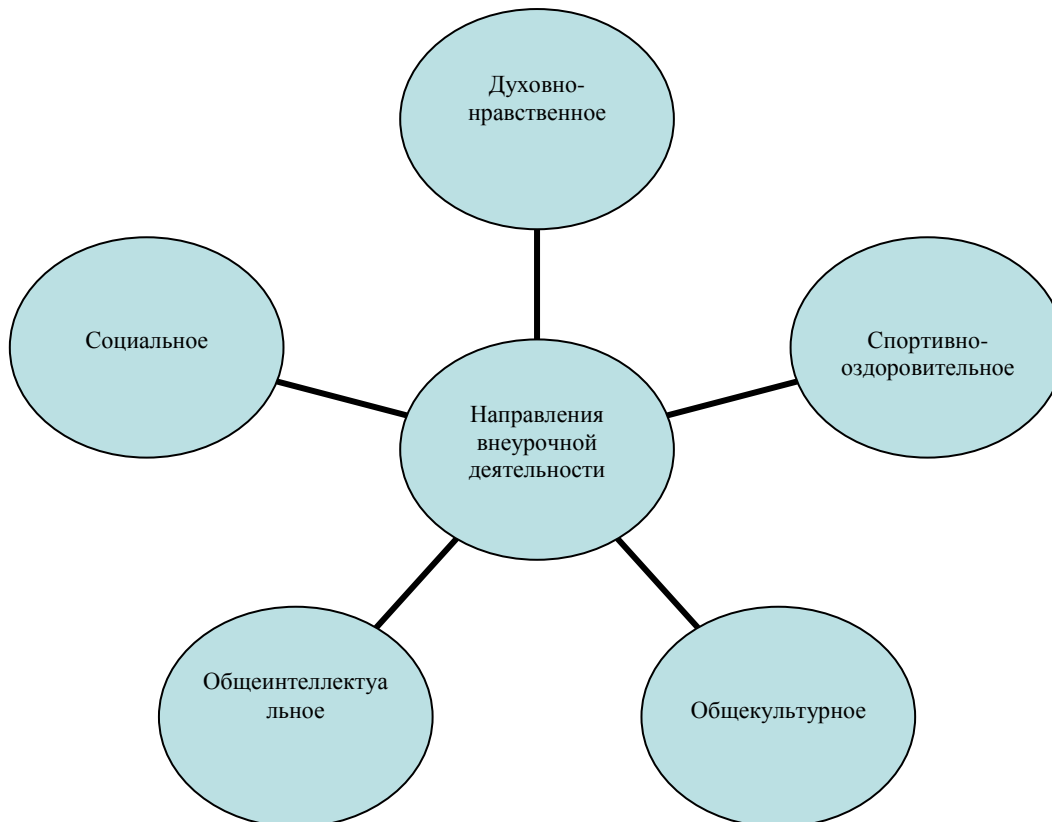 Духовно-
нравственное
Социальное
Спортивно-
оздоровительное
Направления
внеурочной
деятельности
Общеинтеллектуа
льное
Общекультурное